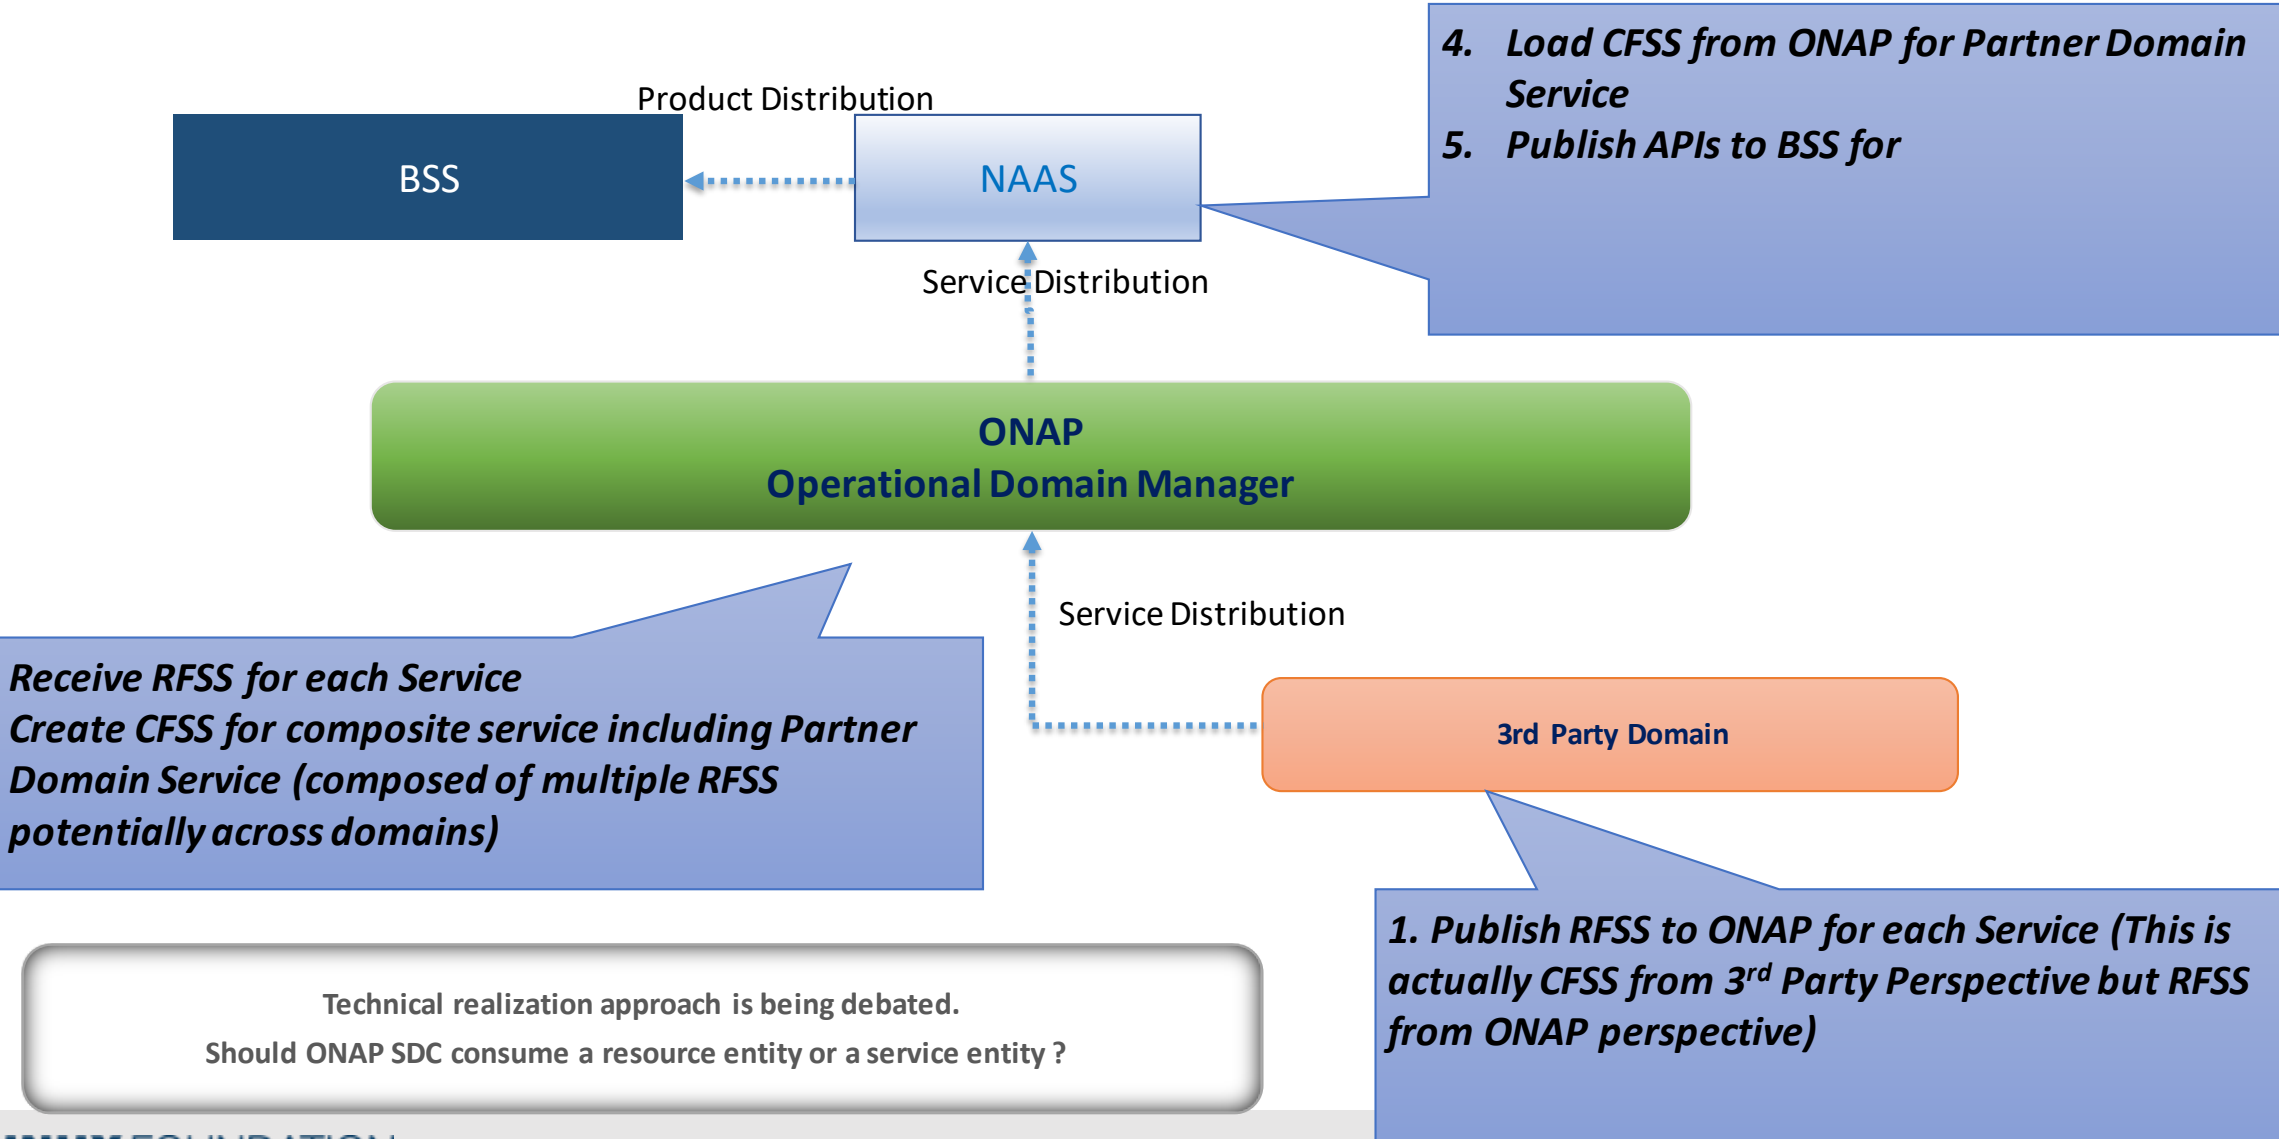 4. Load CFSS from ONAP for Partner Domain
Service
5. Publish APIs to BSS for
Product Distribution
BSS
NAAS
Service Distribution
ONAP
Operational Domain Manager
Service Distribution
Receive RFSS for each Service
Create CFSS for composite service including Partner
Domain Service (composed of multiple RFSS
potentially across domains)
3rd Party Domain
1. Publish RFSS to ONAP for each Service (This is
actually CFSS from 3rd Party Perspective but RFSS
from ONAP perspective)
Technical realization approach is being debated.
Should ONAP SDC consume a resource entity or a service entity ?
FOUNDATION